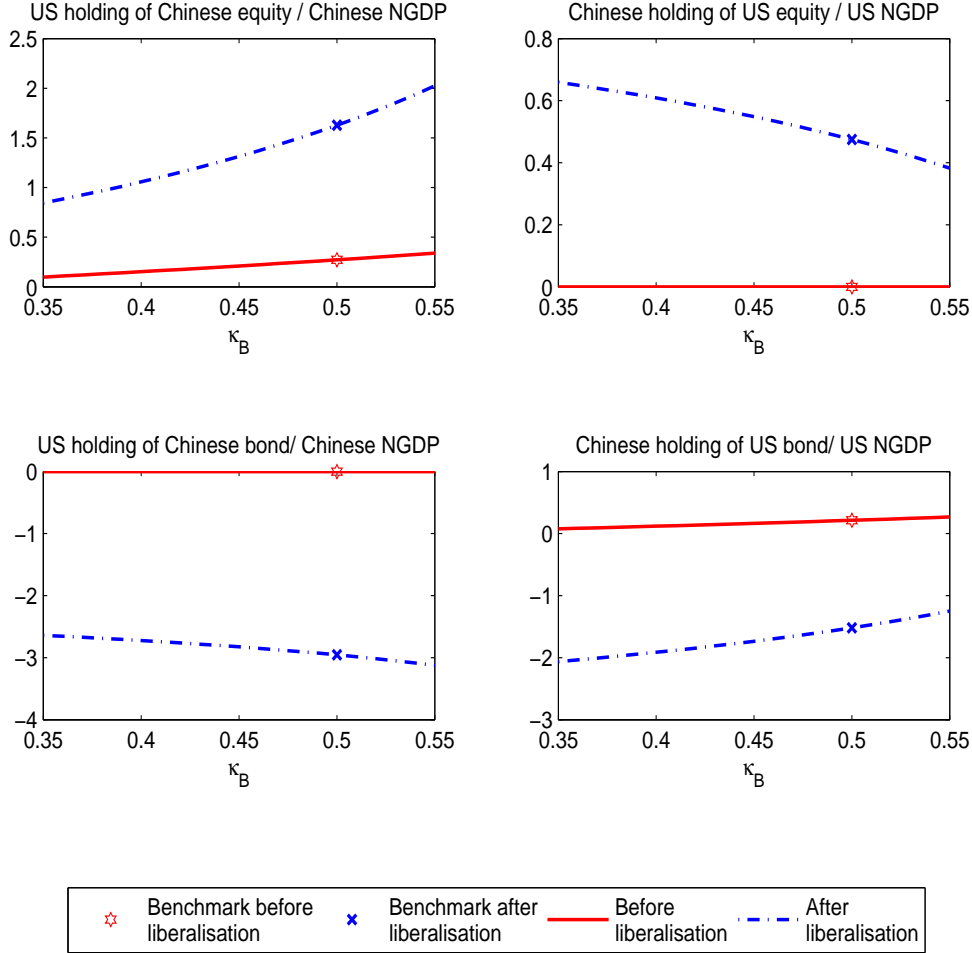 US holding of Chinese equity / Chinese NGDP
2.5
2
1.5
1
0.5
0
0.35 0.4 0.45 0.5 0.55
κ_B
Chinese holding of US equity / US NGDP
0.8
0.6
0.4
0.2
0
0.35 0.4 0.45 0.5 0.55
κ_B
US holding of Chinese bond/ Chinese NGDP
0
−1
−2
−3
−4
0.35 0.4 0.45 0.5 0.55
κ_B
Chinese holding of US bond/ US NGDP
1
0
−1
−2
−3
0.35 0.4 0.45 0.5 0.55
κ_B
Benchmark before
liberalisation
Benchmark after
liberalisation
Before
liberalisation
After
liberalisation